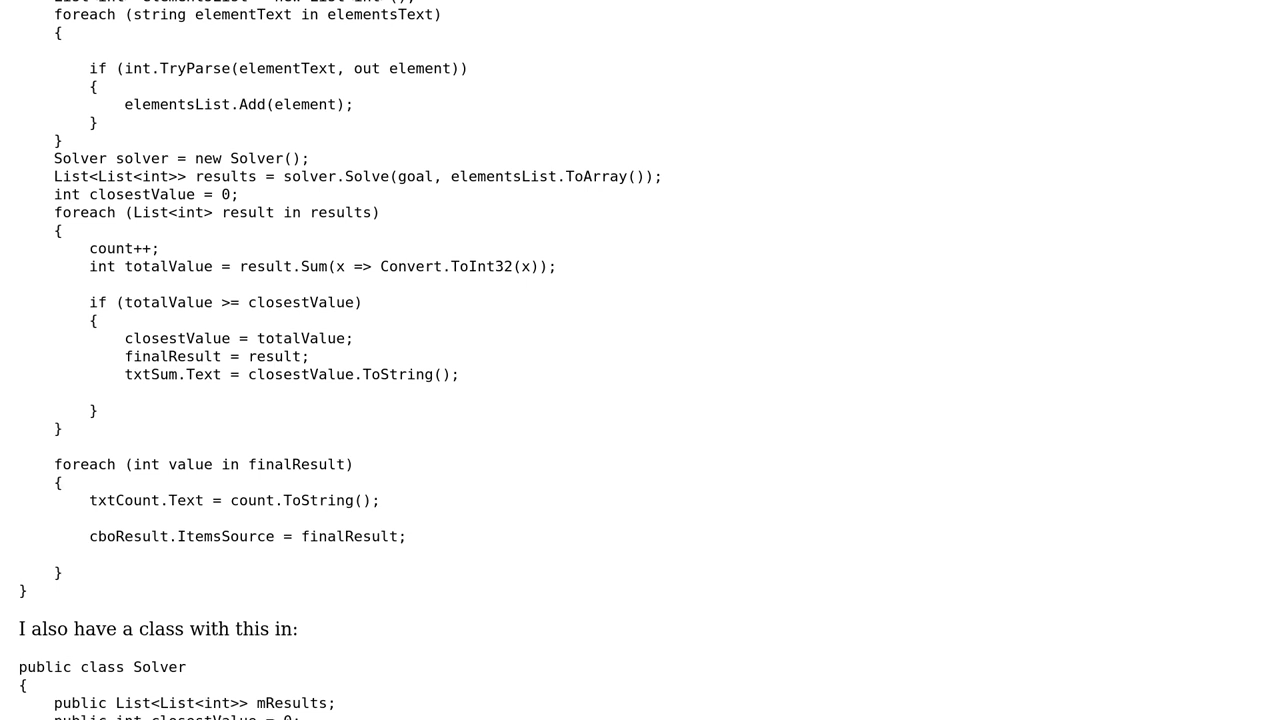 foreach (string elementText in elementsText)
{
if (int.TryParse(elementText, out element))
{
elementsList.Add(element);
}
}
Solver solver = new Solver();
List<List<int>> results = solver.Solve(goal, elementsList.ToArray());
int closestValue = 0;
foreach (List<int> result in results)
{
count++;
int totalValue = result.Sum(x => Convert.ToInt32(x));
if (totalValue >= closestValue)
{
closestValue = totalValue;
finalResult = result;
txtSum.Text = closestValue.ToString();
}
}
foreach (int value in finalResult)
{
txtCount.Text = count.ToString();
cboResult.ItemsSource = finalResult;
}
}
I also have a class with this in:
public class Solver
{
public List<List<int>> mResults;
public int closestValue = 0;